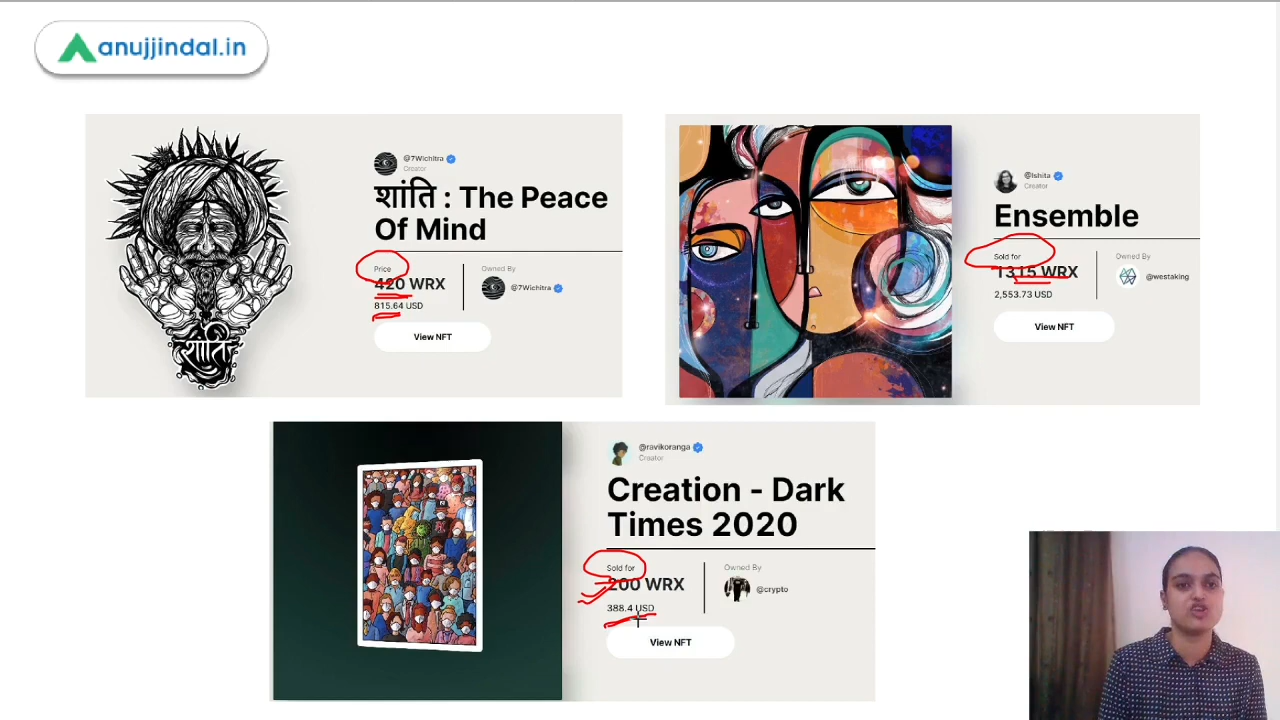 anujjindal.in
@7Wichitra
Creator
शांति : The Peace
Of Mind
Price
420 WRX
815.64 USD
Owned By
@7Wichitra
View NFT
शांति
@Ishita
Creator
Ensemble
Sold for
1315 WRX
2,553.73 USD
Owned By
@westaking
View NFT
@ravikoranga
Creator
Creation - Dark
Times 2020
Sold for
200 WRX
388.4 USD
Owned By
@crypto
View NFT